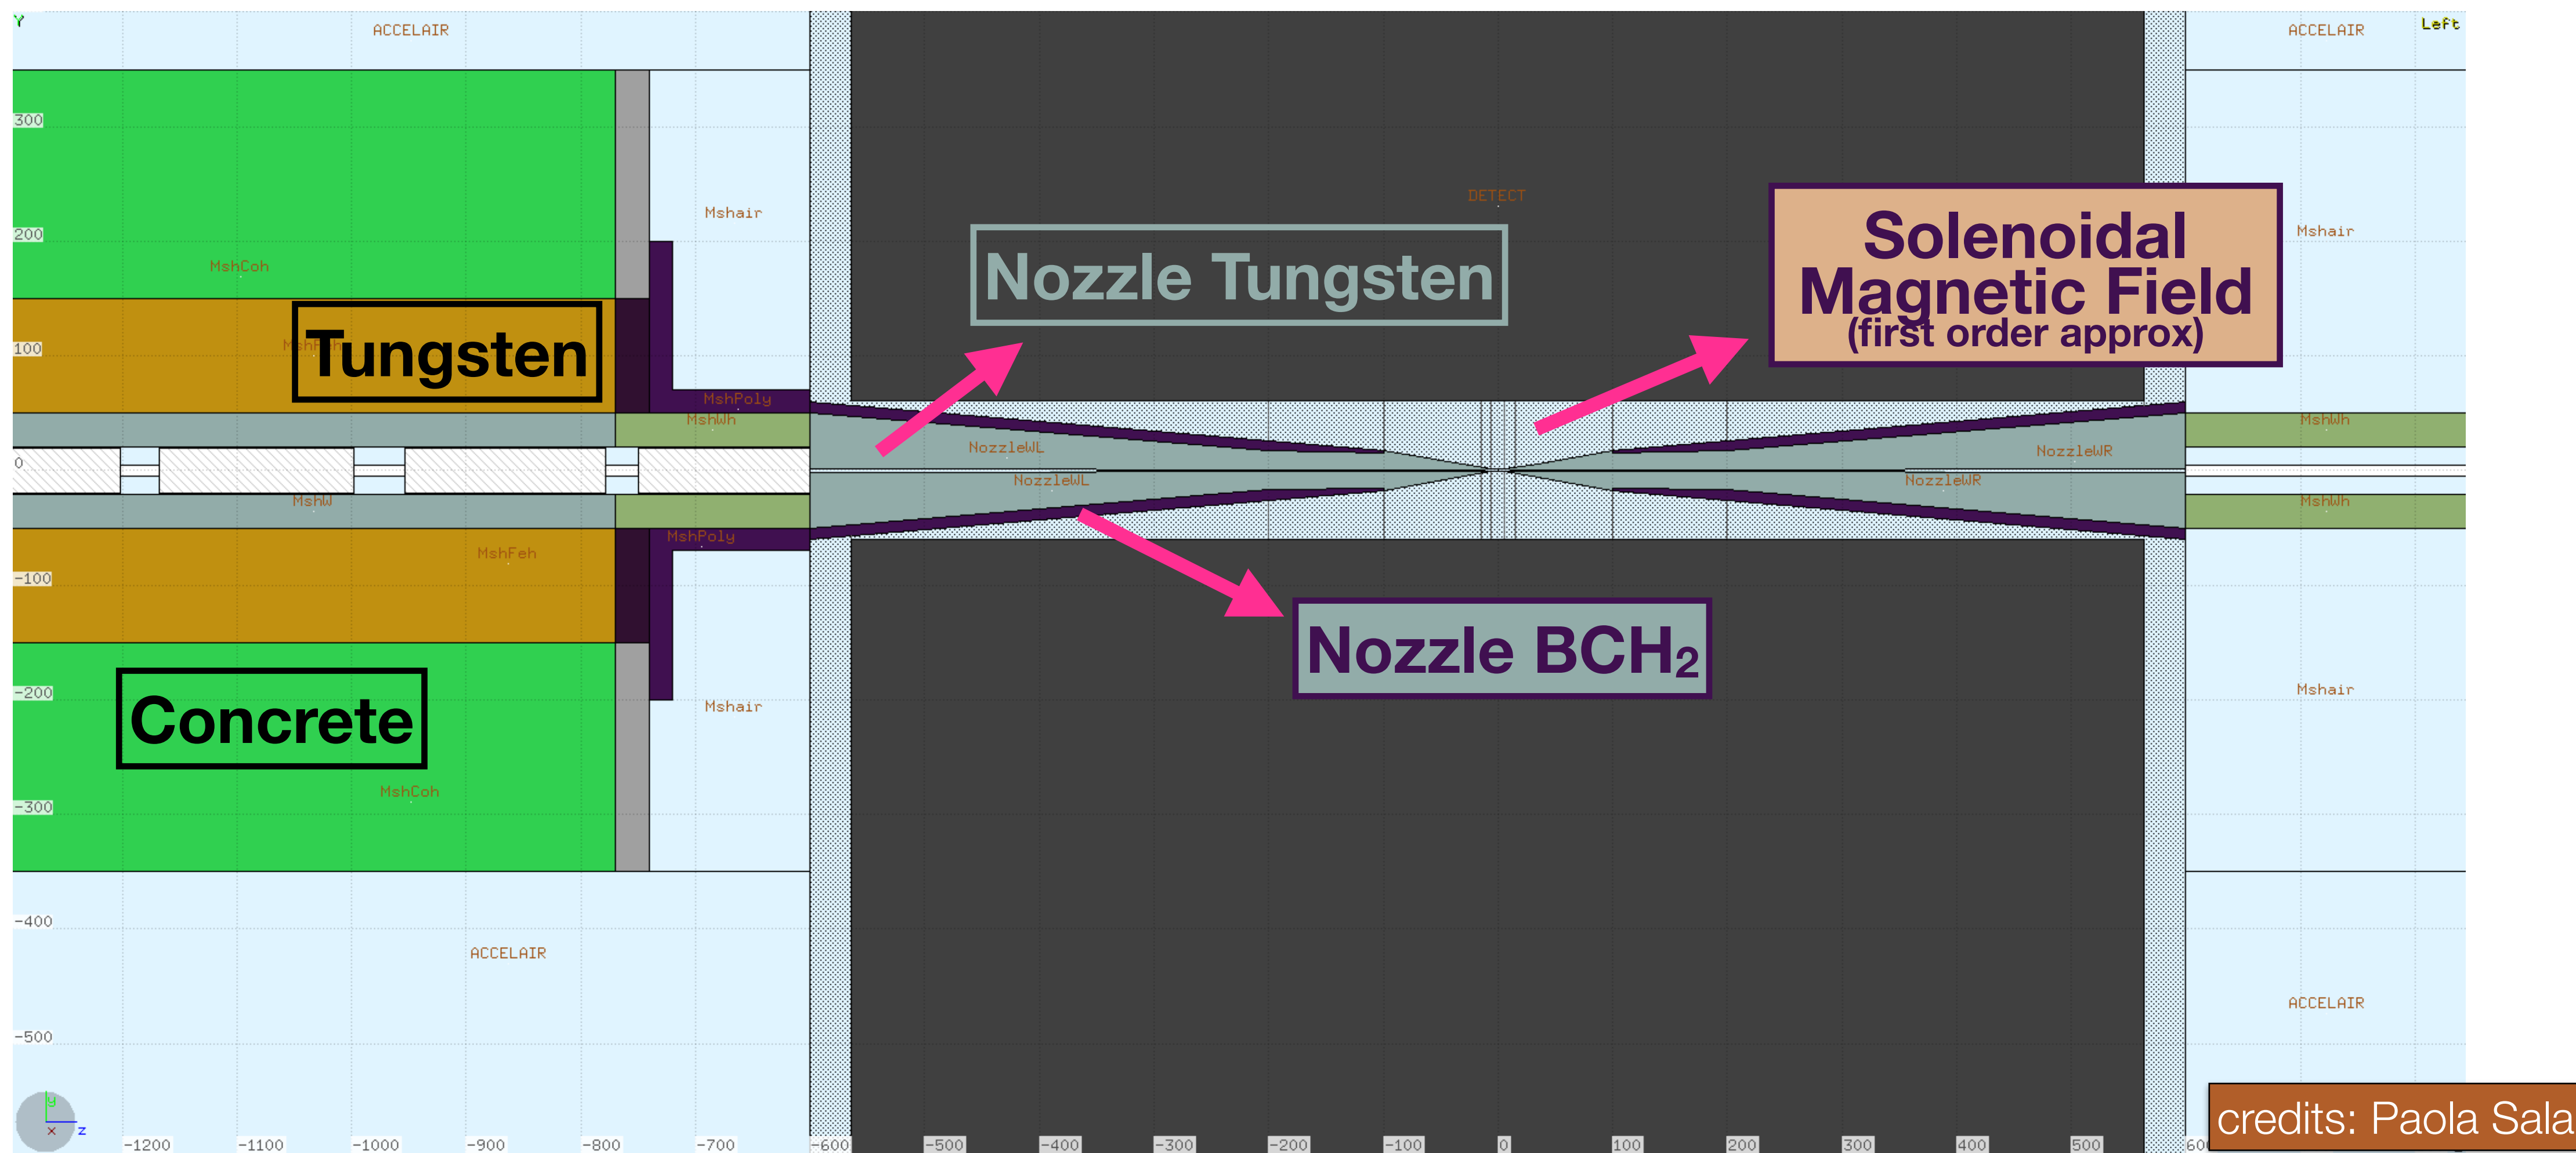 Y
ACCELAIR
Left
ACCELAIR
300
DETECT
Mshair
Solenoidal
Magnetic Field
(first order approx)
200
Mshair
MshCoh
Nozzle Tungsten
100
Tungsten
MshPoly
MshWh
MshWh
NozzleWL
NozzleWR
0
NozzleWL
NozzleWR
MshW
MshWh
MshPoly
MshFeh
-100
Nozzle BCH₂
-200
Mshair
Mshair
Concrete
MshCoh
-300
-400
ACCELAIR
ACCELAIR
-500
y
x
z
credits: Paola Sala
-1200
-1100
-1000
-900
-800
-700
-600
-500
-400
-300
-200
-100
0
100
200
300
400
500